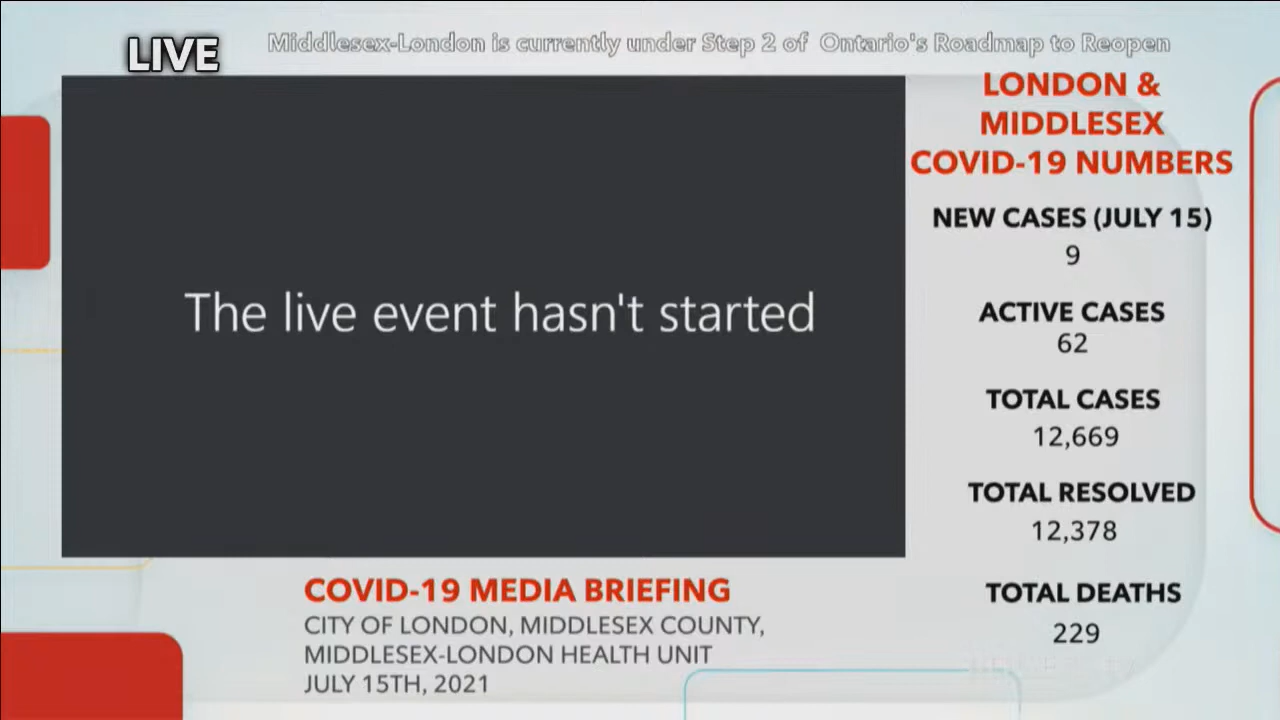 LIVE
Middlesex-London is currently under Step 2 of Ontario's Roadmap to Reopen
The live event hasn't started
LONDON &
MIDDLESEX
COVID-19 NUMBERS
NEW CASES (JULY 15)
9
ACTIVE CASES
62
TOTAL CASES
12,669
TOTAL RESOLVED
12,378
TOTAL DEATHS
229
COVID-19 MEDIA BRIEFING
CITY OF LONDON, MIDDLESEX COUNTY,
MIDDLESEX-LONDON HEALTH UNIT
JULY 15TH, 2021